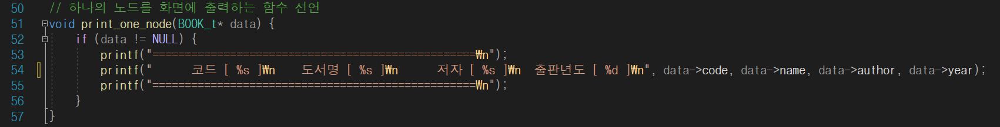 50 // 하나의 노드를 화면에 출력하는 함수 선언
51 void print_one_node(BOOK_t* data) {
52 if (data != NULL) {
53 printf("==================================================₩n");
54 printf("      코드 [ %s ]₩n    도서명 [ %s ]₩n      저자 [ %s ]₩n  출판년도 [ %d ]₩n", data->code, data->name, data->author, data->year);
55 printf("==================================================₩n");
56 }
57 }